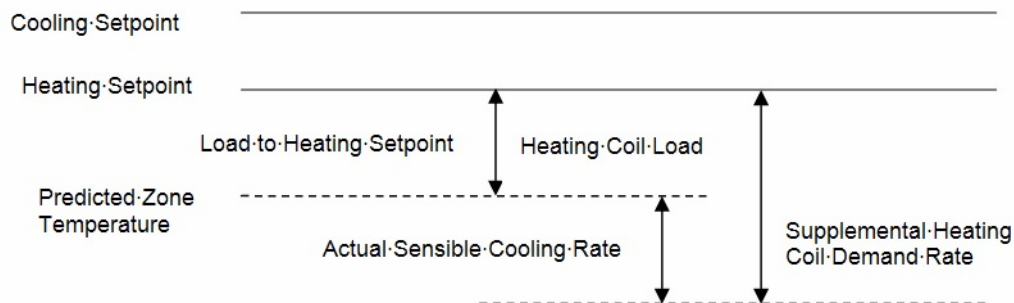 Cooling·Setpoint
Heating·Setpoint
Load·to·Heating·Setpoint
Heating·Coil·Load
Predicted·Zone
Temperature
Actual·Sensible·Cooling·Rate
Supplemental·Heating
Coil·Demand·Rate